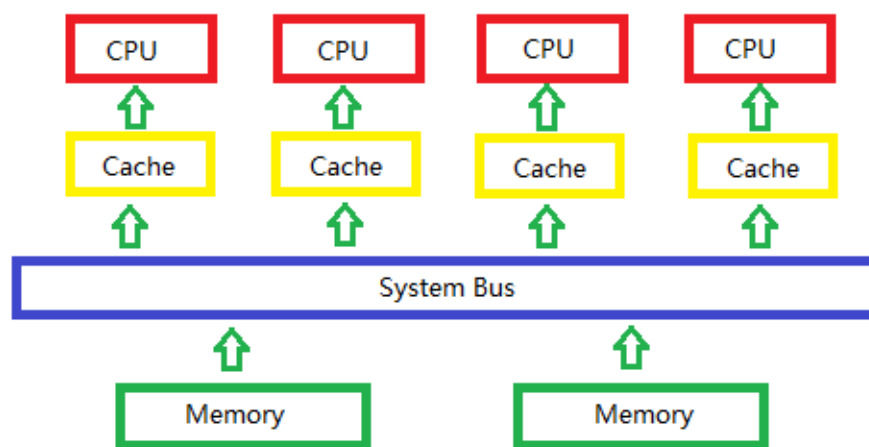 CPU CPU CPU CPU
Cache Cache Cache Cache
System Bus
Memory Memory